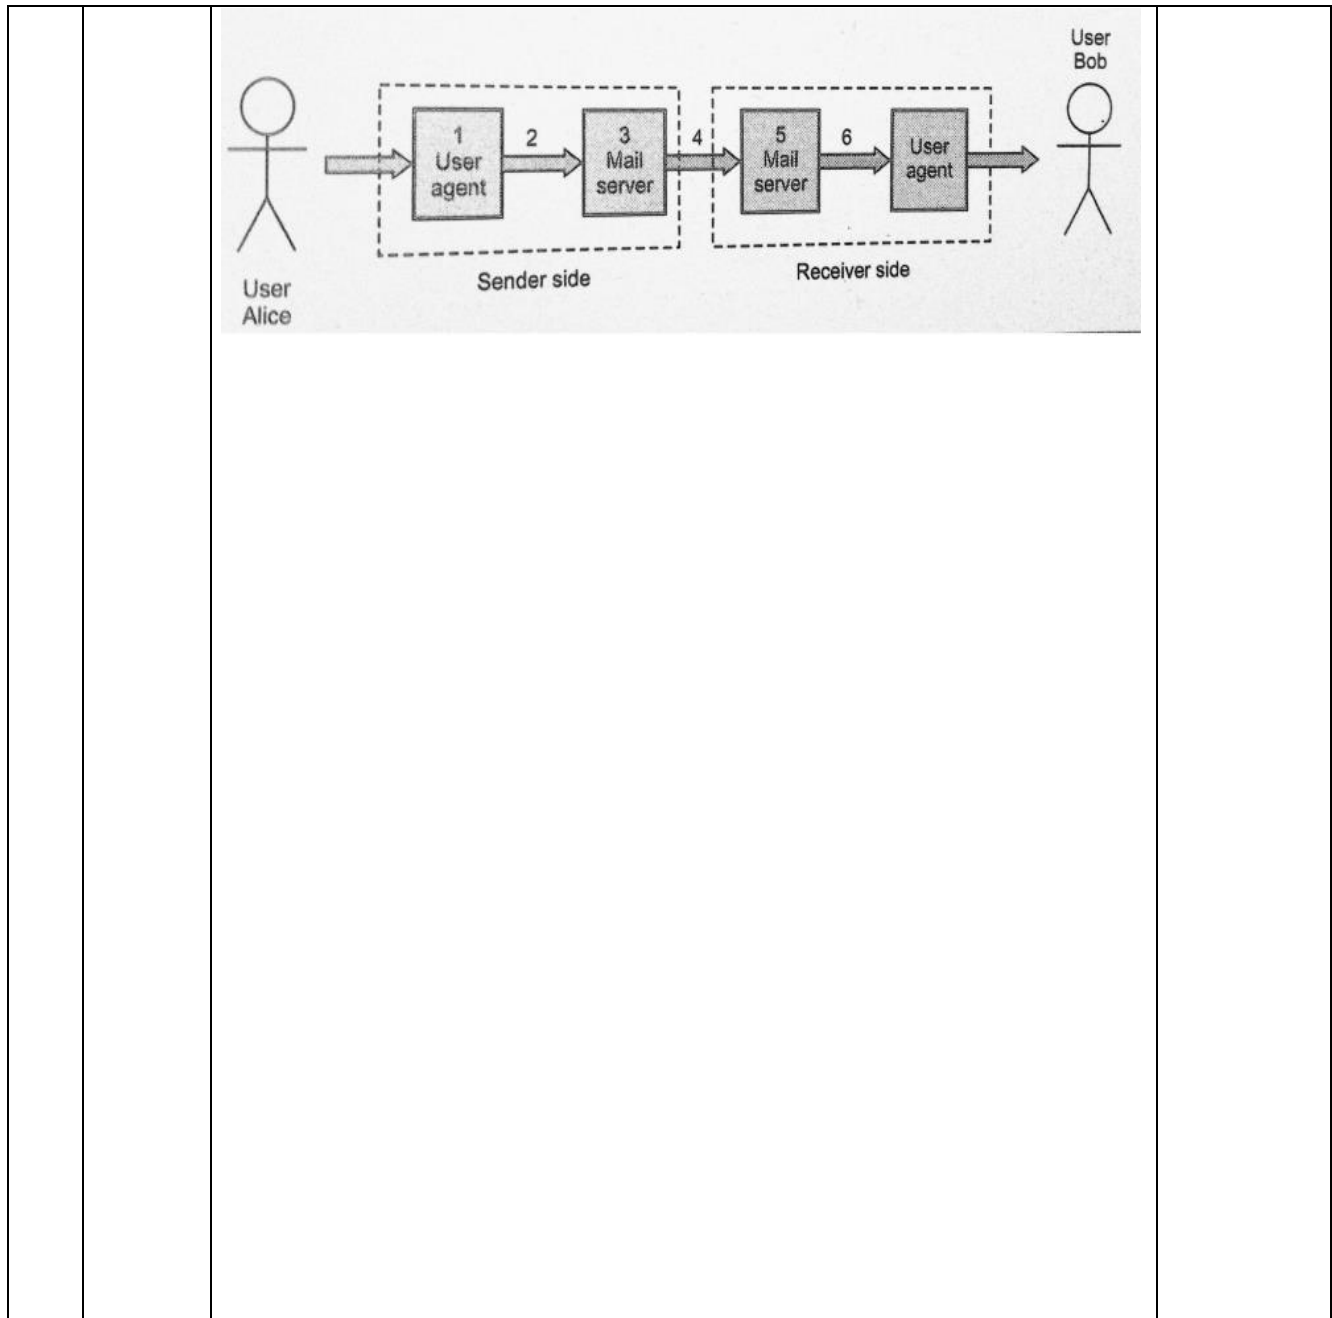 User
Bob
1
User
agent
2
3
Mail
server
4
5
Mail
server
6
User
agent
Sender side
Receiver side
User
Alice